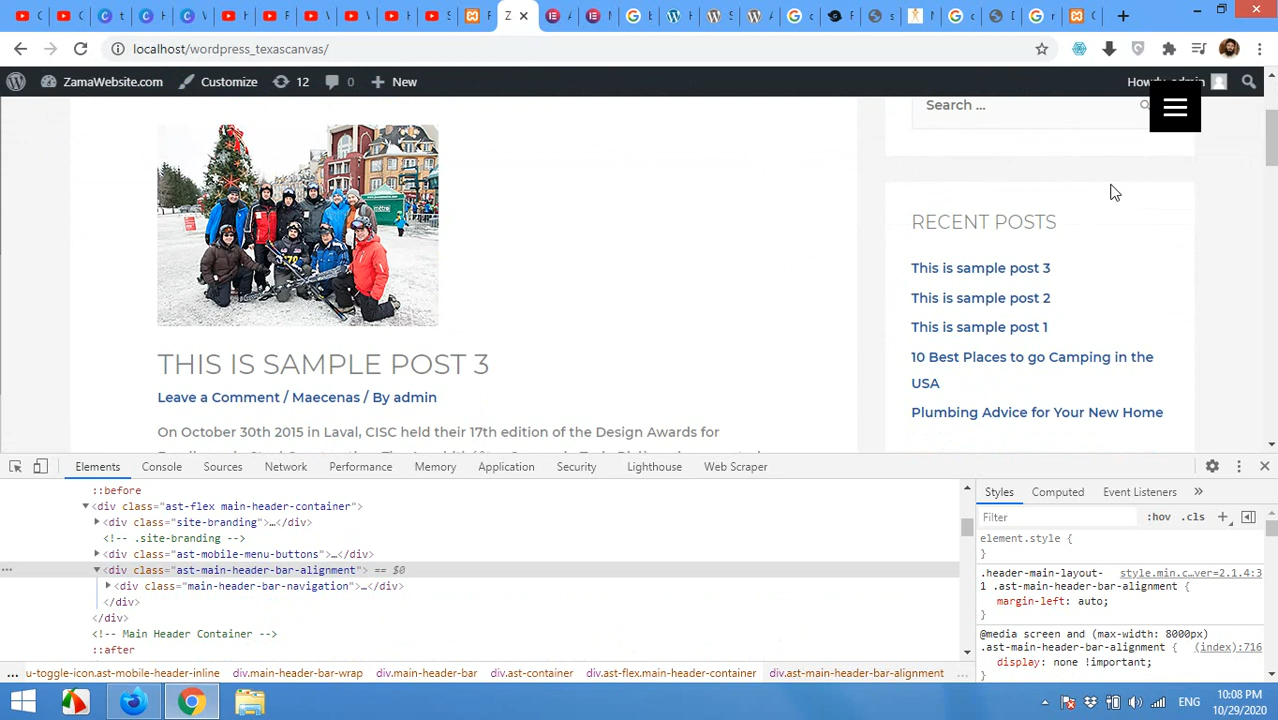 Z
localhost/wordpress_texascanvas/
ZamaWebsite.com Customize 12 0 New
Search ...
THIS IS SAMPLE POST 3
Leave a Comment / Maecenas / By admin
On October 30th 2015 in Laval, CISC held their 17th edition of the Design Awards for
RECENT POSTS
This is sample post 3
This is sample post 2
This is sample post 1
10 Best Places to go Camping in the
USA
Plumbing Advice for Your New Home
Elements Console Sources Network Performance Memory Application Security Lighthouse Web Scraper
::before
<div class="ast-flex main-header-container">
<div class="site-branding">…</div>
<!-- .site-branding -->
<div class="ast-mobile-menu-buttons">…</div>
<div class="ast-main-header-bar-alignment"> == $0
<div class="main-header-bar-navigation">…</div>
</div>
</div>
<!-- Main Header Container -->
::after
... u-toggle-icon.ast-mobile-header-inline div.main-header-bar-wrap div.main-header-bar div.ast-container div.ast-flex.main-header-container div.ast-main-header-bar-alignment ...
Styles Computed Event Listeners »
Filter :hov .cls +
element.style {
}
.header-main-layout- style.min.c…ver=2.1.4:3
1 .ast-main-header-bar-alignment {
margin-left: auto;
}
@media screen and (max-width: 8000px)
.ast-main-header-bar-alignment { (index):716
display: none !important;
}
ENG
10:08 PM
10/29/2020